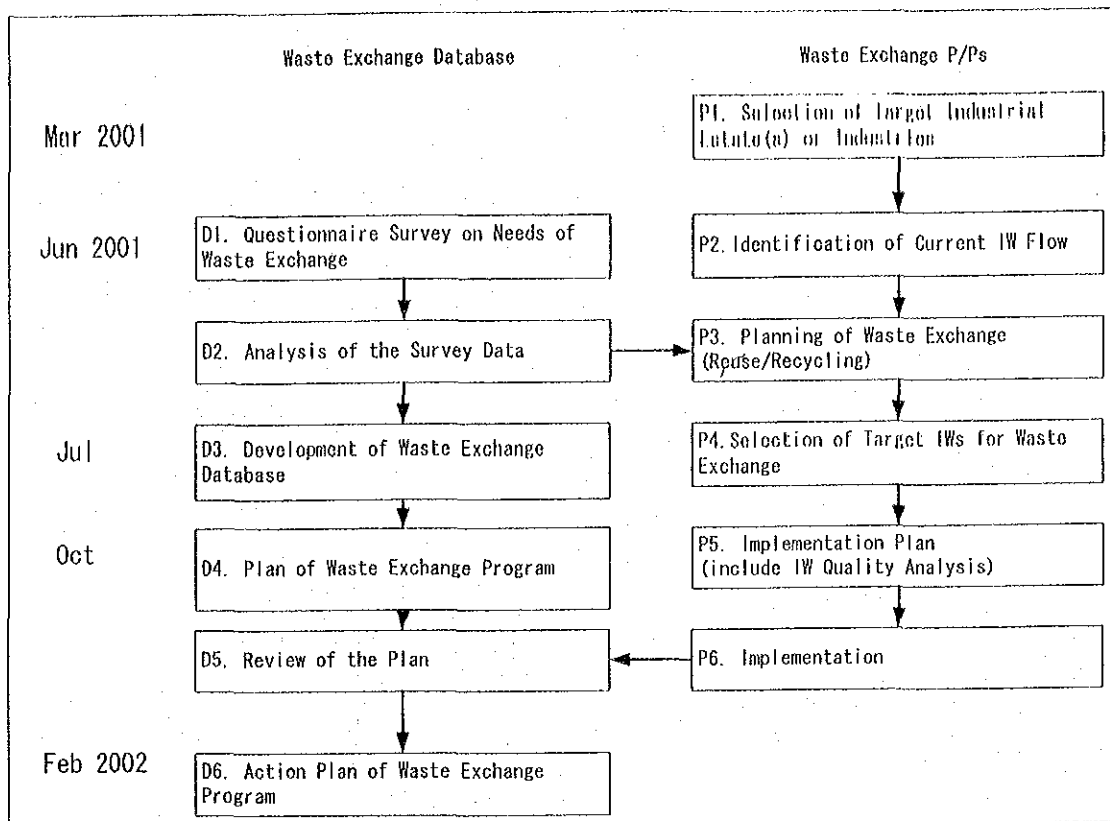 Waste Exchange Database
Waste Exchange P/Ps
Mar 2001
P1. Selection of Target Industrial
or
Jun 2001
D1. Questionnaire Survey on Needs of
Waste Exchange
P2. Identification of Current IW Flow
D2. Analysis of the Survey Data
P3. Planning of Waste Exchange
(Reuse/Recycling)
Jul
D3. Development of Waste Exchange
Database
P4. Selection of Target IWs for Waste
Exchange
Oct
D4. Plan of Waste Exchange Program
P5. Implementation Plan
(include IW Quality Analysis)
D5. Review of the Plan
P6. Implementation
Feb 2002
D6. Action Plan of Waste Exchange
Program